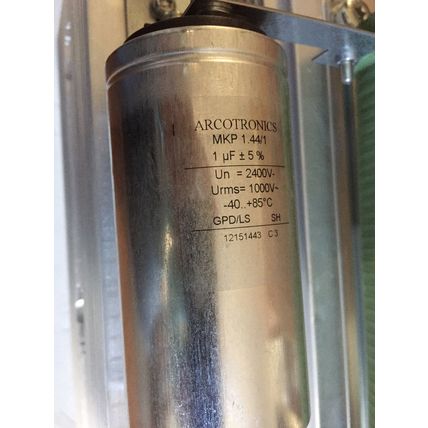 ARCOTRONICS
MKP 1.44/1
1 µF ± 5 %
Un = 2400V-
Urms= 1000V~
-40..+85°C
GPD/LS SH
12151443 C 3